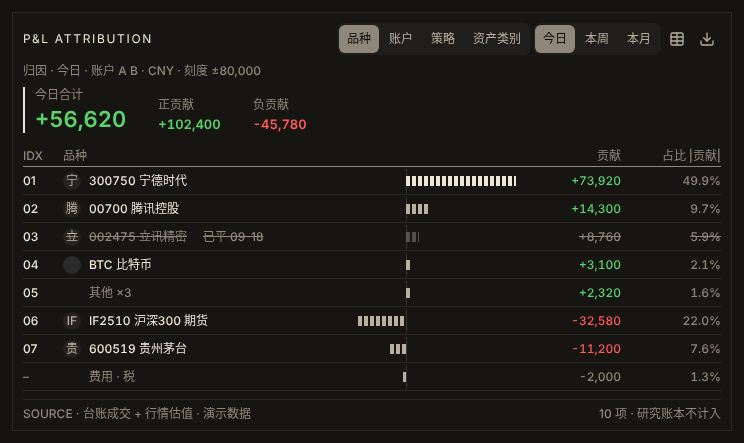 P&L ATTRIBUTION 品种 账户 策略 资产类别 今日 本周 本月
归因 · 今日 · 账户 A B · CNY · 刻度 ±80,000
今日合计 正贡献 负贡献
+56,620 +102,400 -45,780
IDX 品种 贡献 占比 |贡献|
01 宁 300750 宁德时代 +73,920 49.9%
02 腾 00700 腾讯控股 +14,300 9.7%
03 立 002475 立讯精密 已平 09-18 +8,760 5.9%
04 BTC 比特币 +3,100 2.1%
05 其他 ×3 +2,320 1.6%
06 IF IF2510 沪深300 期货 -32,580 22.0%
07 贵 600519 贵州茅台 -11,200 7.6%
– 费用 · 税 -2,000 1.3%
SOURCE · 台账成交 + 行情估值 · 演示数据 10 项 · 研究账本不计入